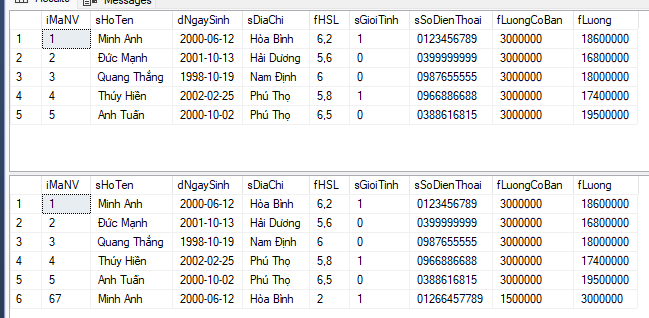 Messages
iMaNV sHoTen dNgaySinh sDiaChi fHSL sGioiTinh sSoDienThoai fLuongCoBan fLuong
1 1 Minh Anh 2000-06-12 Hòa Bình 6,2 1 0123456789 3000000 18600000
2 2 Đức Mạnh 2001-10-13 Hải Dương 5,6 0 0399999999 3000000 16800000
3 3 Quang Thắng 1998-10-19 Nam Định 6 0 0987655555 3000000 18000000
4 4 Thúy Hiền 2002-02-25 Phú Thọ 5,8 1 0966886688 3000000 17400000
5 5 Anh Tuấn 2000-10-02 Phú Thọ 6,5 0 0388616815 3000000 19500000
iMaNV sHoTen dNgaySinh sDiaChi fHSL sGioiTinh sSoDienThoai fLuongCoBan fLuong
1 1 Minh Anh 2000-06-12 Hòa Bình 6,2 1 0123456789 3000000 18600000
2 2 Đức Mạnh 2001-10-13 Hải Dương 5,6 0 0399999999 3000000 16800000
3 3 Quang Thắng 1998-10-19 Nam Định 6 0 0987655555 3000000 18000000
4 4 Thúy Hiền 2002-02-25 Phú Thọ 5,8 1 0966886688 3000000 17400000
5 5 Anh Tuấn 2000-10-02 Phú Thọ 6,5 0 0388616815 3000000 19500000
6 67 Minh Anh 2000-06-12 Hòa Bình 2 1 01266457789 1500000 3000000